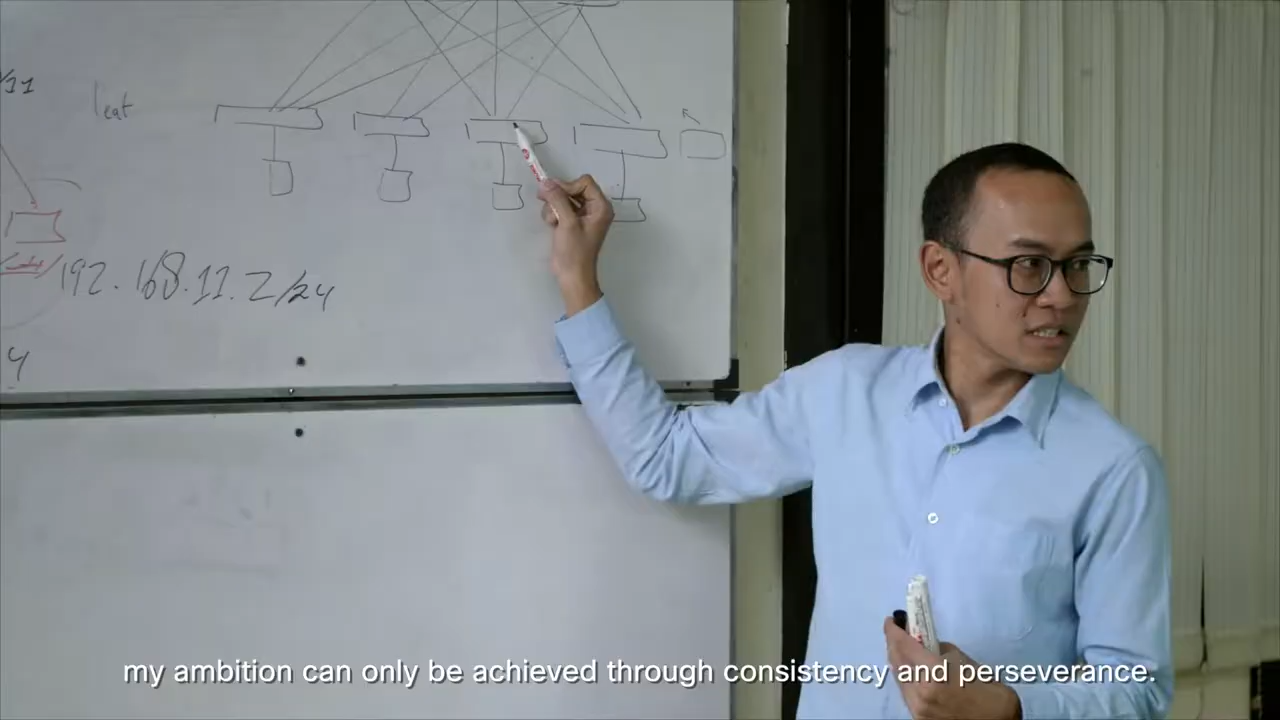 /11
leaf
192.168.11.2/24
4
my ambition can only be achieved through consistency and perseverance.